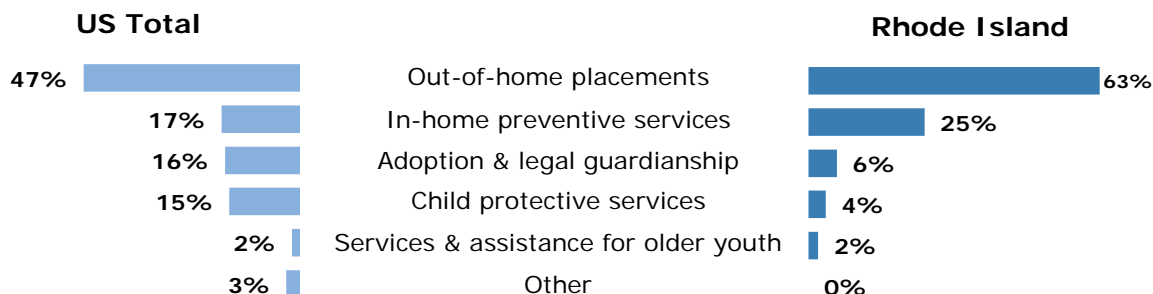 US Total Rhode Island
47% Out-of-home placements 63%
17% In-home preventive services 25%
16% Adoption & legal guardianship 6%
15% Child protective services 4%
2% Services & assistance for older youth 2%
3% Other 0%